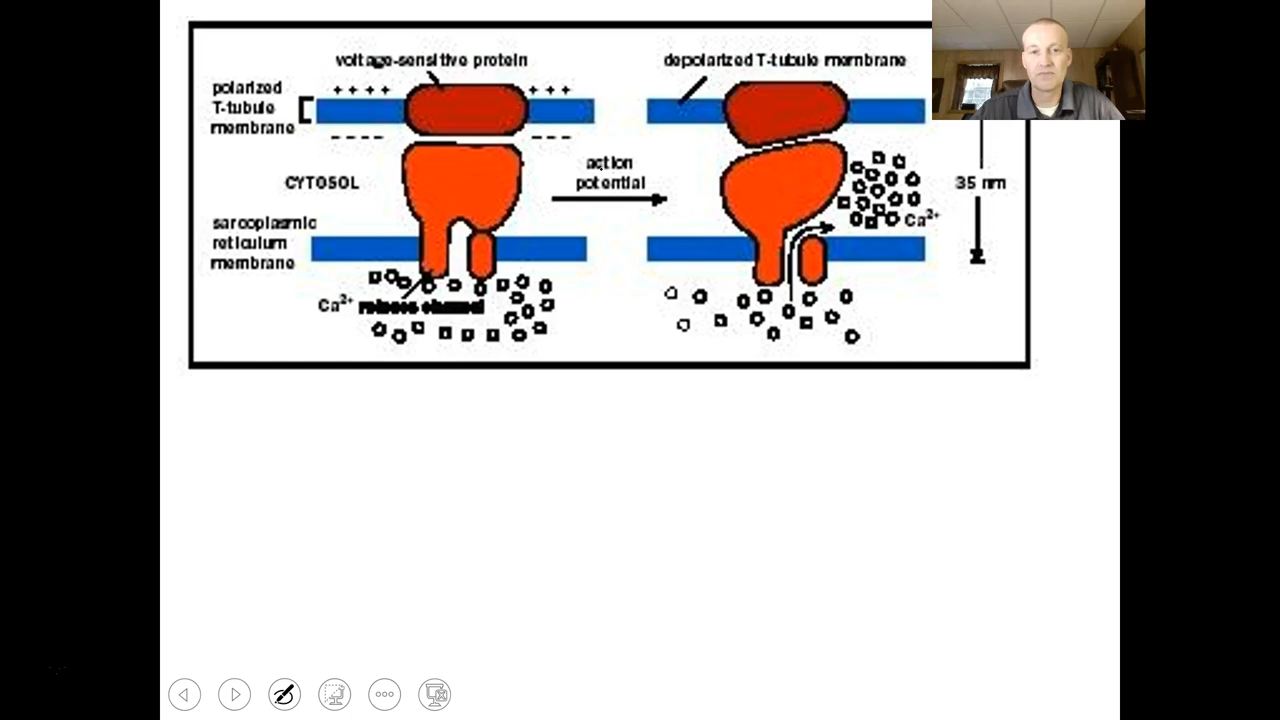 voltage-sensitive protein
depolarized T-tubule membrane
polarized
T-tubule
membrane
+ + + +
+ + +
- - - -
- - -
CYTOSOL
action
potential
35 nm
Ca2+
sarcoplasmic
reticulum
membrane
Ca2+ release channel